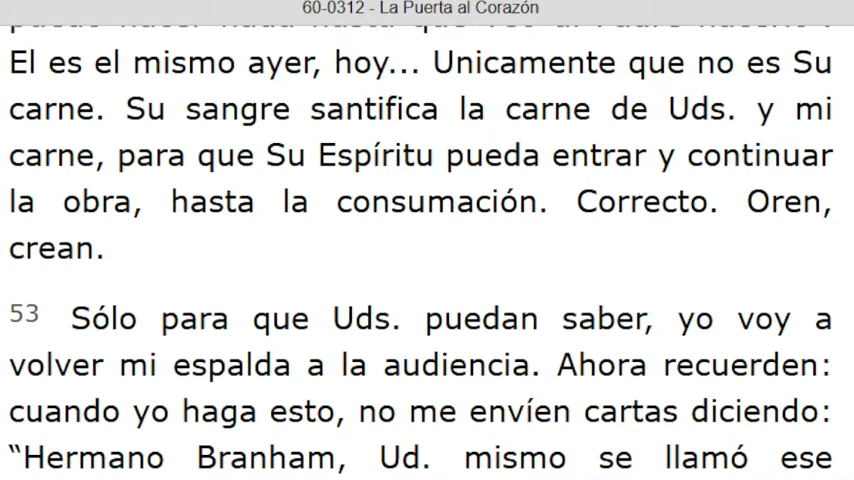 60-0312 - La Puerta al Corazón
El es el mismo ayer, hoy... Unicamente que no es Su
carne. Su sangre santifica la carne de Uds. y mi
carne, para que Su Espíritu pueda entrar y continuar
la obra, hasta la consumación. Correcto. Oren,
crean.
53 Sólo para que Uds. puedan saber, yo voy a
volver mi espalda a la audiencia. Ahora recuerden:
cuando yo haga esto, no me envíen cartas diciendo:
“Hermano Branham, Ud. mismo se llamó ese